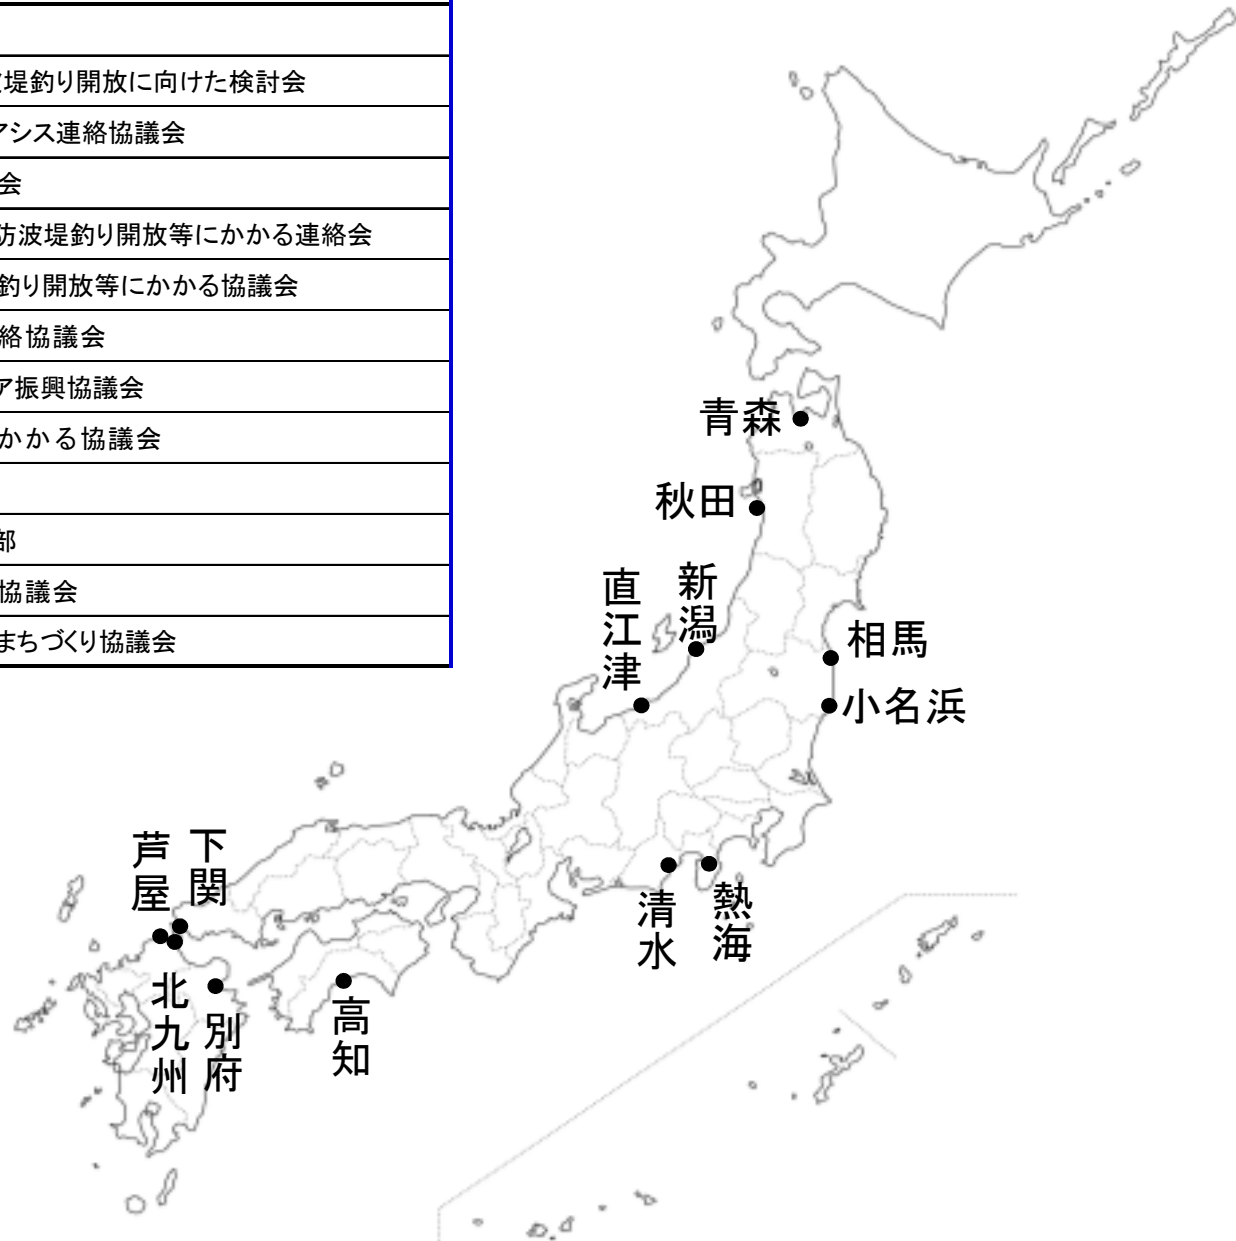 堤釣り開放に向けた検討会
アシス連絡協議会
会
防波堤釣り開放等にかかる連絡会
釣り開放等にかかる協議会
絡協議会
ア振興協議会
かかる協議会
部
協議会
まちづくり協議会
青森
秋田
新潟
直江津
相馬
小名浜
下関
芦屋
清水
熱海
北九州
別府
高知